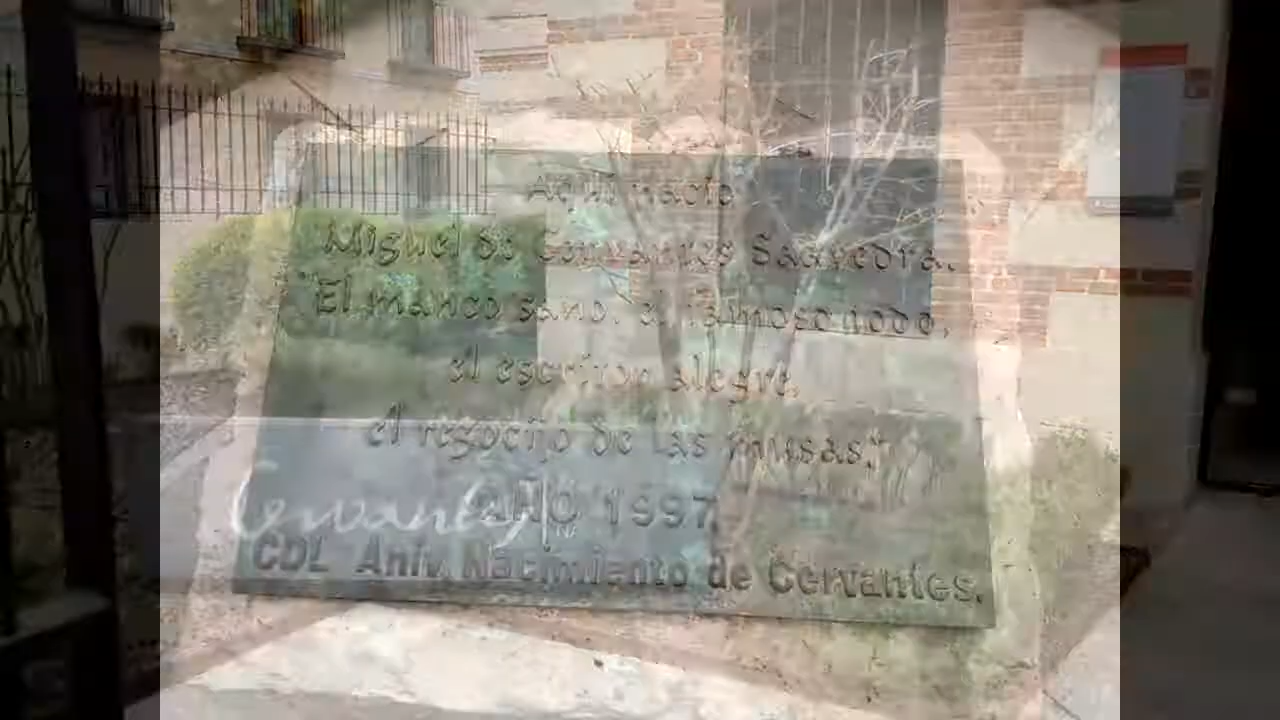 Aquí nació
Miguel de Cervantes Saavedra.
"El manco sano, el famoso todo,
el escritor alegre,
el regocijo de las musas."
AÑO 1997
CDL Aniv. Nacimiento de Cervantes.
Cervantes